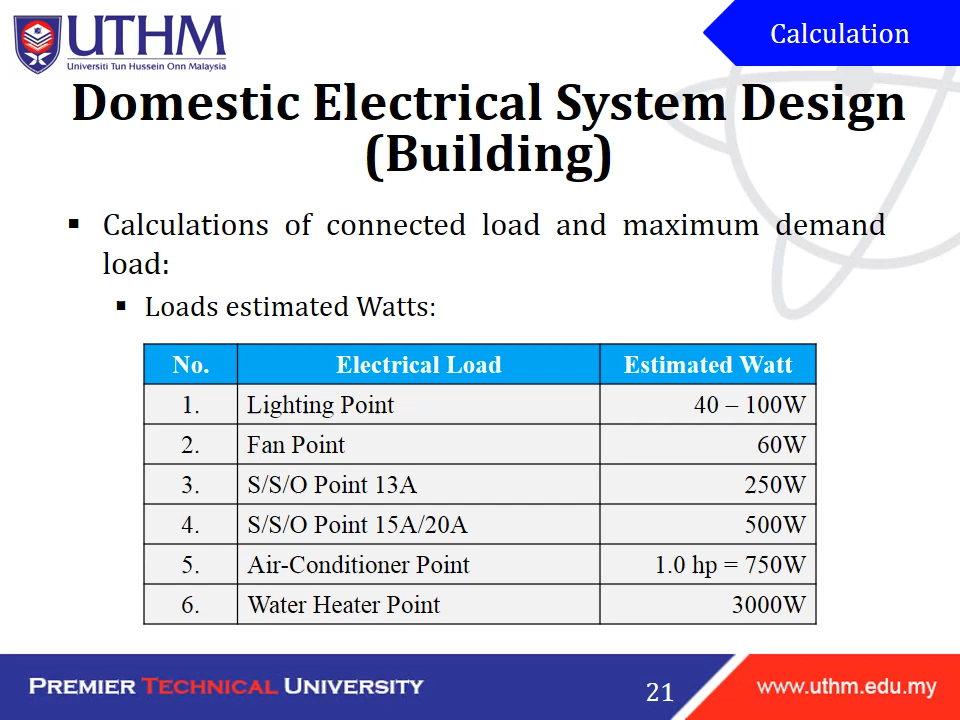 UTHM
Universiti Tun Hussein Onn Malaysia
Calculation
Domestic Electrical System Design
(Building)
▪ Calculations of connected load and maximum demand
load:
▪ Loads estimated Watts:
No. Electrical Load Estimated Watt
1. Lighting Point 40 – 100W
2. Fan Point 60W
3. S/S/O Point 13A 250W
4. S/S/O Point 15A/20A 500W
5. Air-Conditioner Point 1.0 hp = 750W
6. Water Heater Point 3000W
PREMIER TECHNICAL UNIVERSITY
21
www.uthm.edu.my